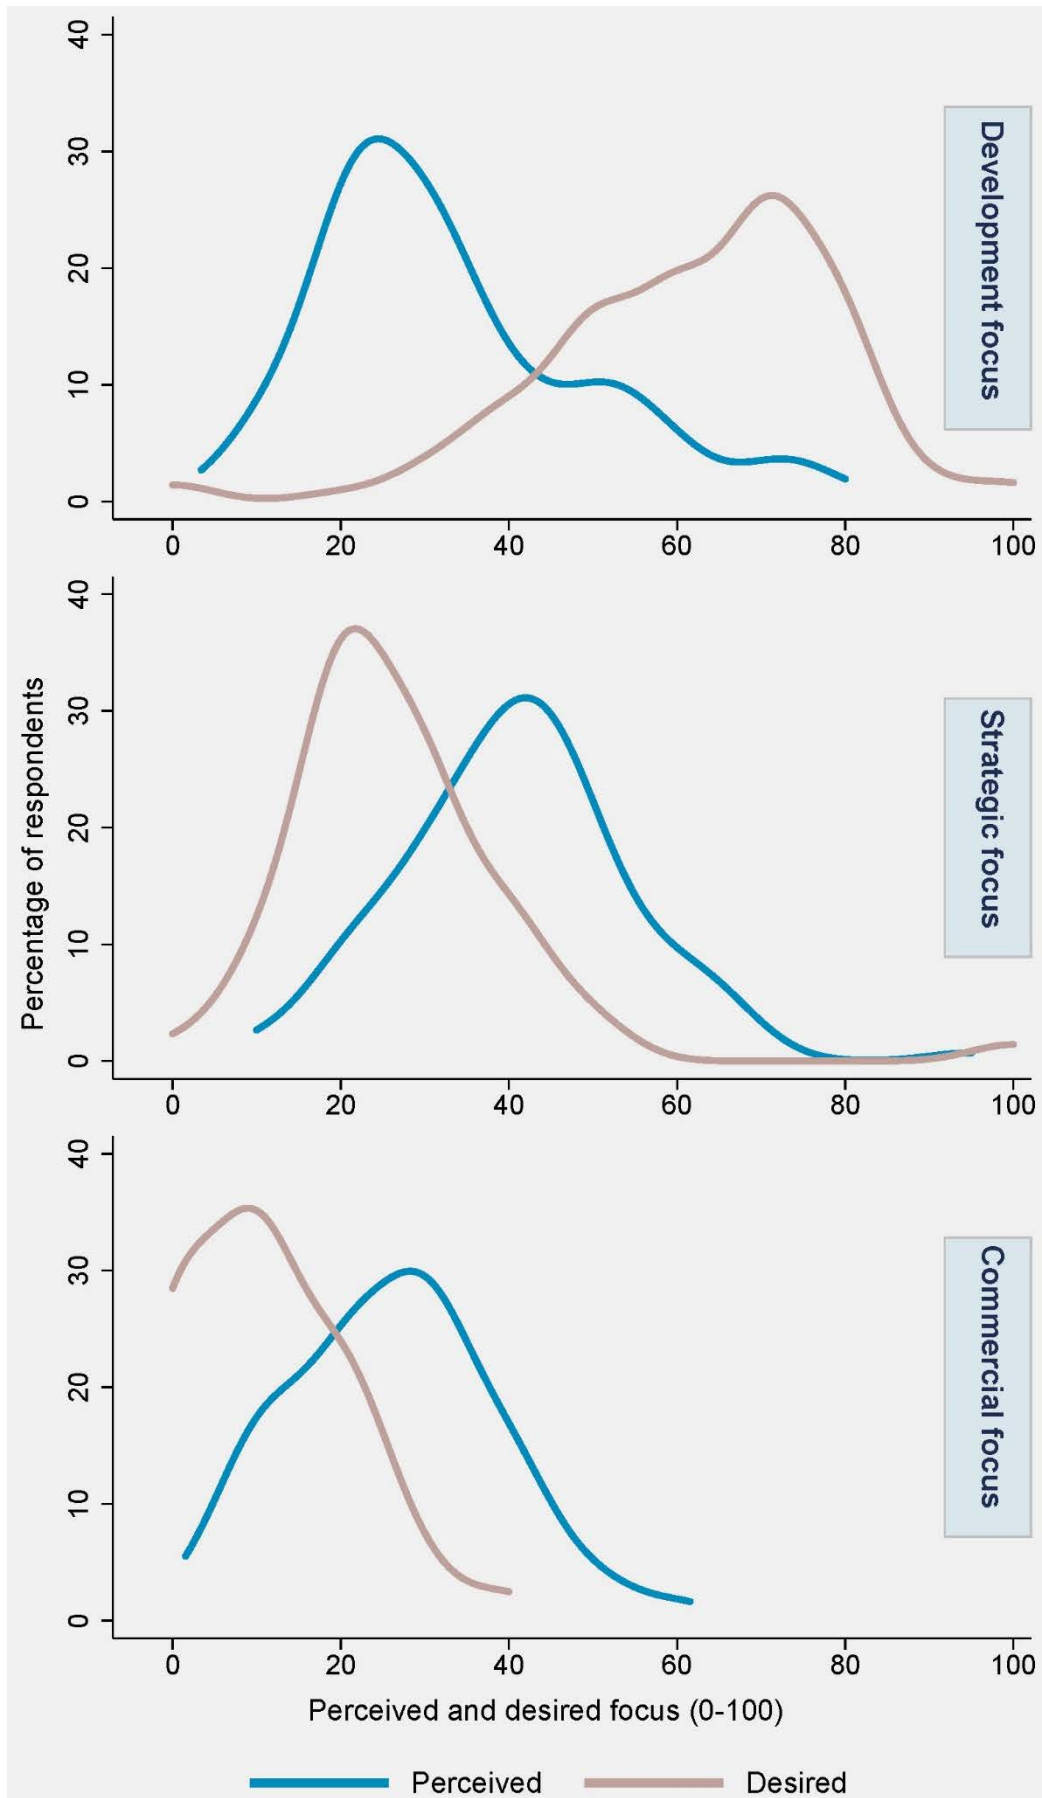 40
30
20
10
0
0 20 40 60 80 100
Development focus
40
30
20
10
0
0 20 40 60 80 100
Strategic focus
Percentage of respondents
40
30
20
10
0
0 20 40 60 80 100
Commercial focus
Perceived and desired focus (0-100)
Perceived Desired